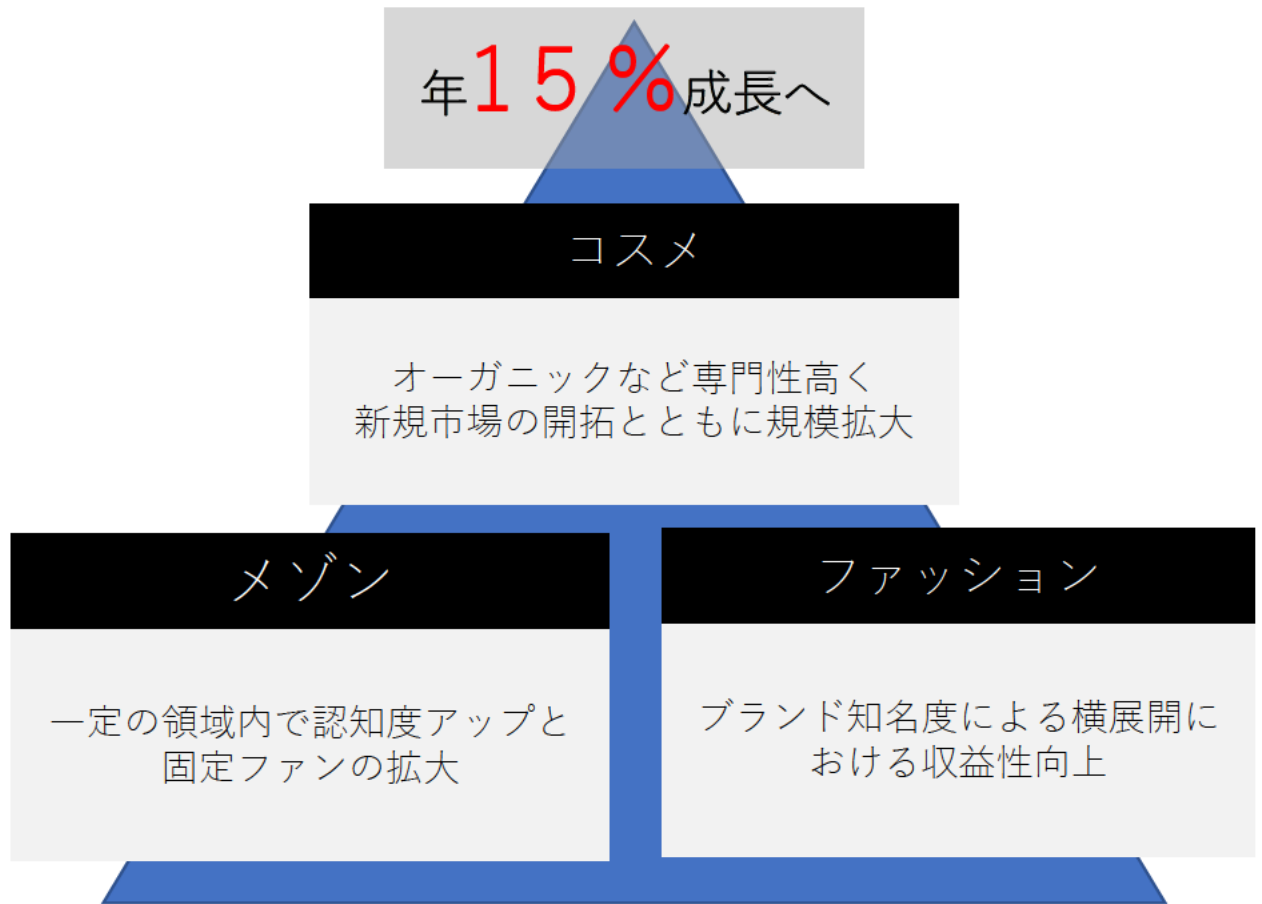 年１５％成長へ
コスメ
オーガニックなど専門性高く
新規市場の開拓とともに規模拡大
メゾン
一定の領域内で認知度アップと
固定ファンの拡大
ファッション
ブランド知名度による横展開に
おける収益性向上